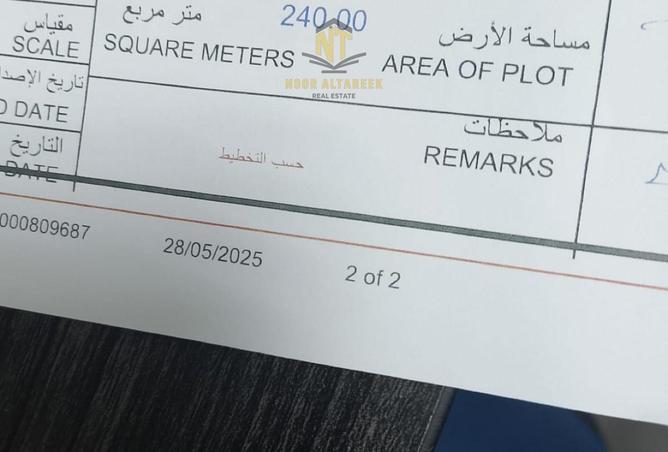 مقياس
SCALE
متر مربع
240.00
مساحة الأرض
SQUARE METERS
AREA OF PLOT
NT
NOOR ALTAREEK
REAL ESTATE
تاريخ الإصدا
D DATE
التاريخ
DATE
ملاحظات
REMARKS
حسب التخطيط
000809687
28/05/2025
2 of 2